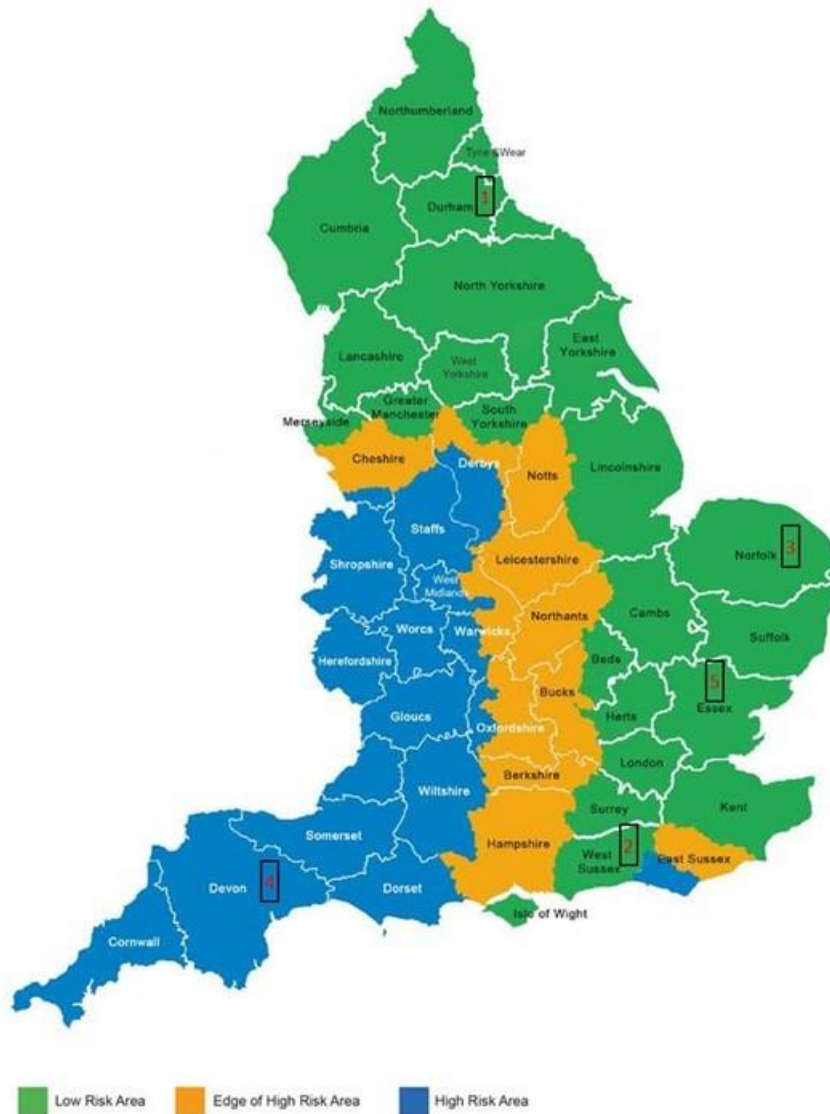 Northumberland
Tyne &Wear
Durham
1
Cumbria
North Yorkshire
Lancashire
West
Yorkshire
East
Yorkshire
Greater
Manchester
South
Yorkshire
Merseyside
Cheshire
Derbys
Notts
Lincolnshire
Staffs
Shropshire
Leicestershire
Norfolk
3
West
Midlands
Northants
Cambs
Worcs
Warwicks
Suffolk
Herefordshire
Beds
5
Bucks
Essex
Gloucs
Oxfordshire
Herts
London
Berkshire
Wiltshire
Surrey
Kent
Somerset
Hampshire
2
West
Sussex
East Sussex
Devon
4
Dorset
Isle of Wight
Cornwall
Low Risk Area
Edge of High Risk Area
High Risk Area